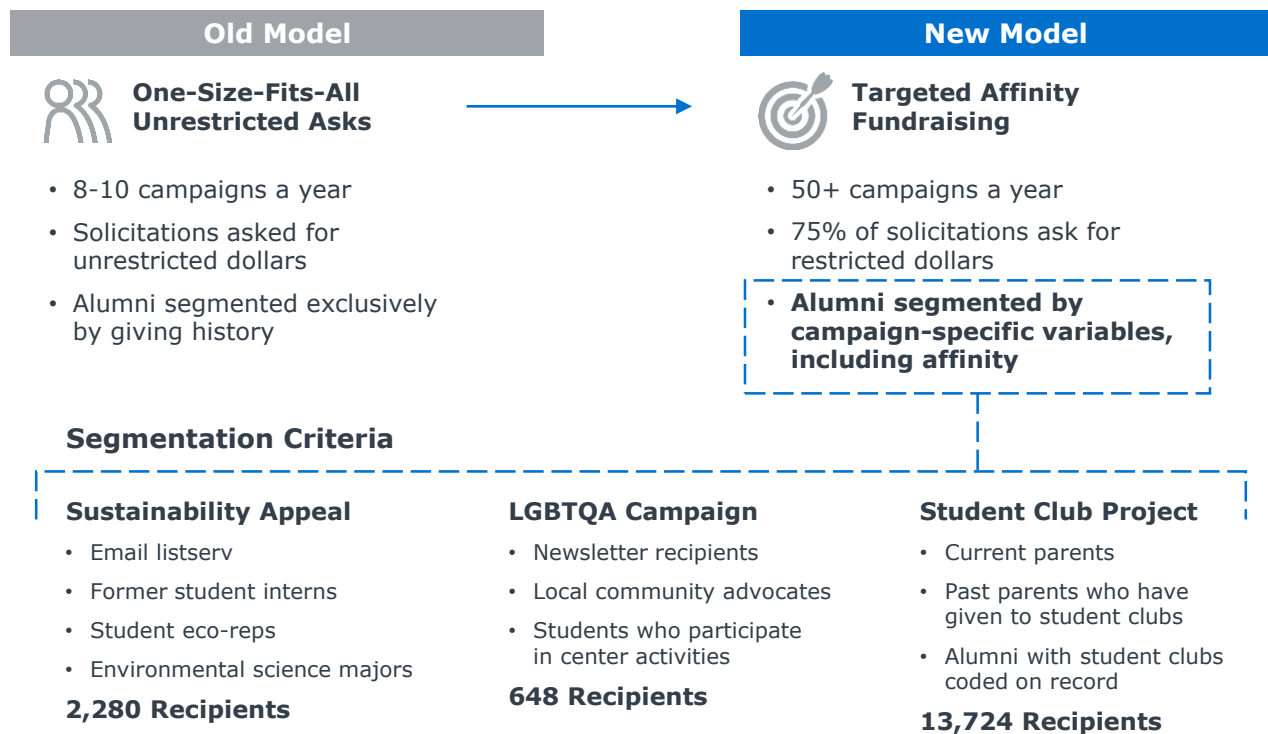 Old Model
One-Size-Fits-All
Unrestricted Asks
• 8-10 campaigns a year
• Solicitations asked for
unrestricted dollars
• Alumni segmented exclusively
by giving history
New Model
Targeted Affinity
Fundraising
• 50+ campaigns a year
• 75% of solicitations ask for
restricted dollars
• Alumni segmented by
campaign-specific variables,
including affinity
Segmentation Criteria
Sustainability Appeal
• Email listserv
• Former student interns
• Student eco-reps
• Environmental science majors
2,280 Recipients
LGBTQA Campaign
• Newsletter recipients
• Local community advocates
• Students who participate
in center activities
648 Recipients
Student Club Project
• Current parents
• Past parents who have
given to student clubs
• Alumni with student clubs
coded on record
13,724 Recipients